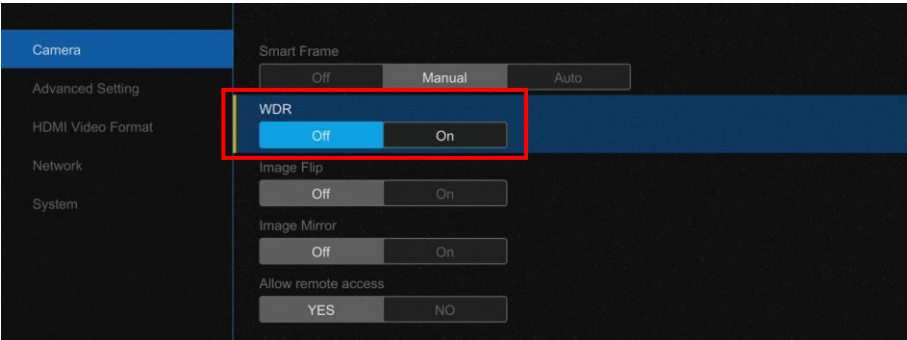 Camera
Advanced Setting
HDMI Video Format
Network
System
Smart Frame
Off Manual Auto
WDR
Off On
Image Flip
Off On
Image Mirror
Off On
Allow remote access
YES NO